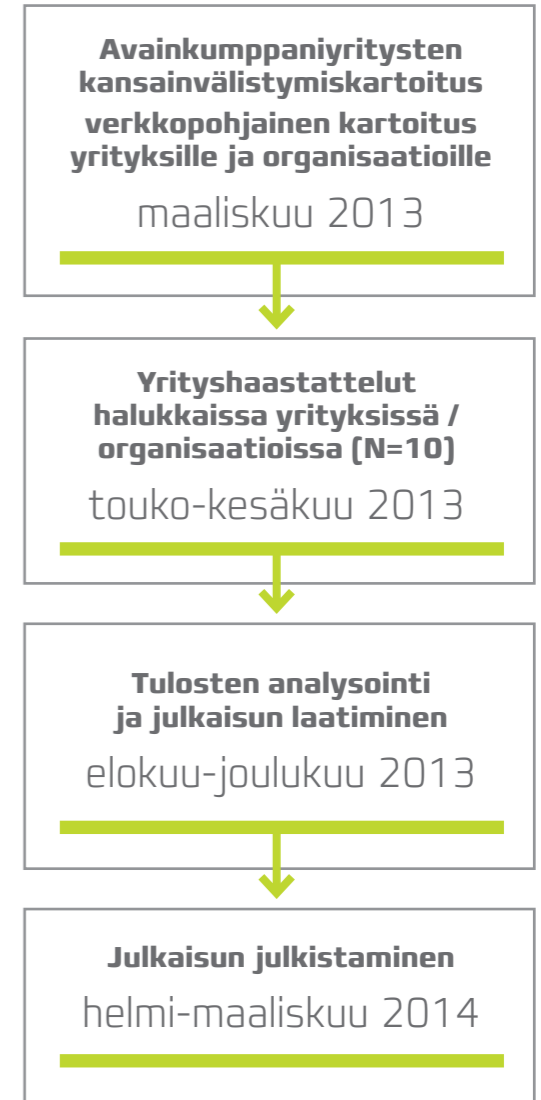 Avainkumppaniyritysten
kansainvälistymiskartoitus
verkkopohjainen kartoitus
yrityksille ja organisaatioille
maaliskuu 2013
Yrityshaastattelut
halukkaissa yrityksissä /
organisaatioissa (N=10)
touko-kesäkuu 2013
Tulosten analysointi
ja julkaisun laatiminen
elokuu-joulukuu 2013
Julkaisun julkistaminen
helmi-maaliskuu 2014